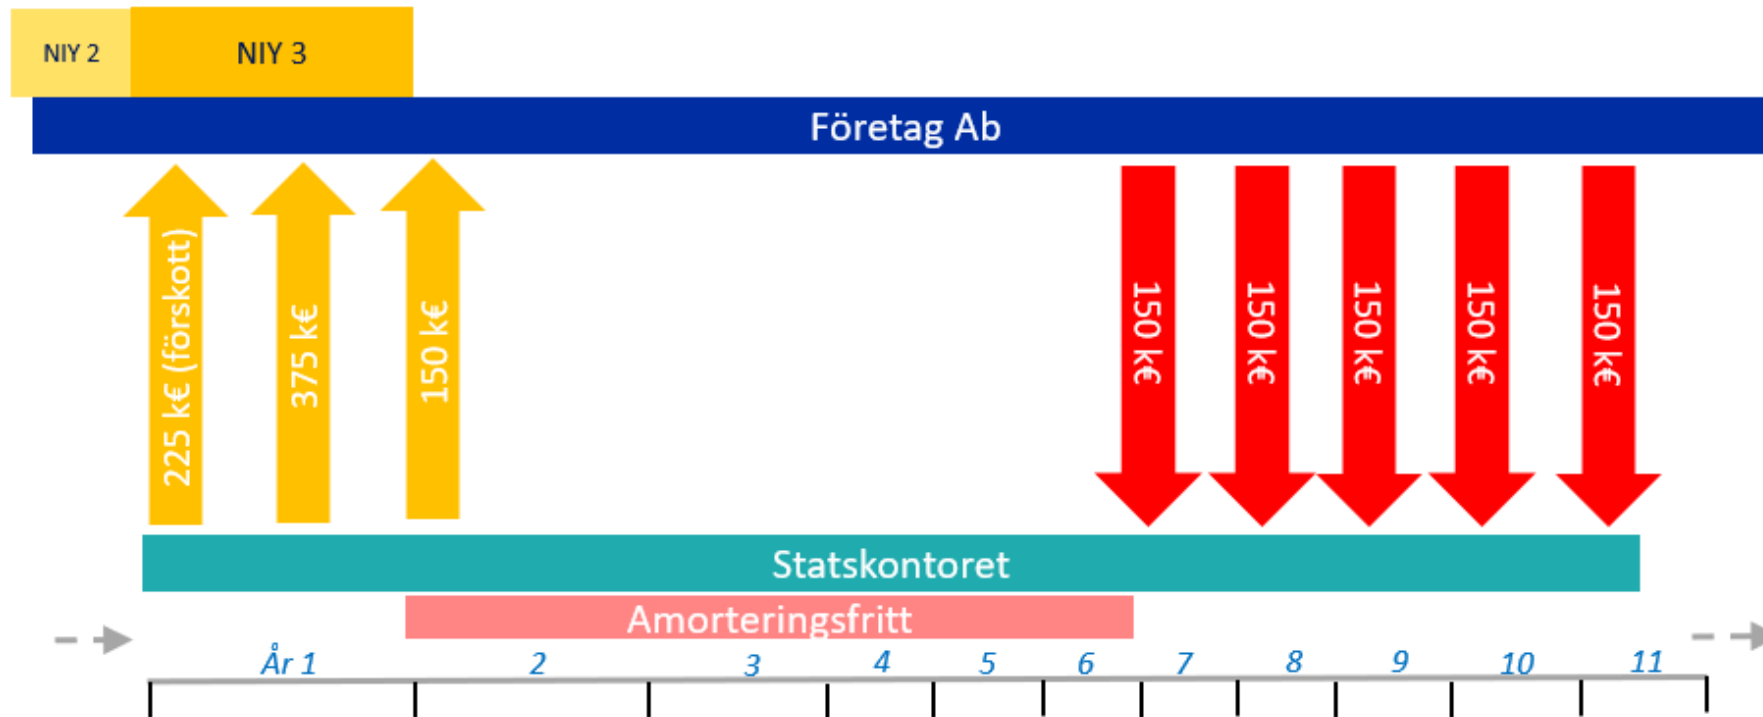 NIY 2
NIY 3
Företag Ab
225 k€ (förskott)
375 k€
150 k€
150 k€
150 k€
150 k€
150 k€
150 k€
Statskontoret
Amorteringsfritt
År 1
2
3
4
5
6
7
8
9
10
11